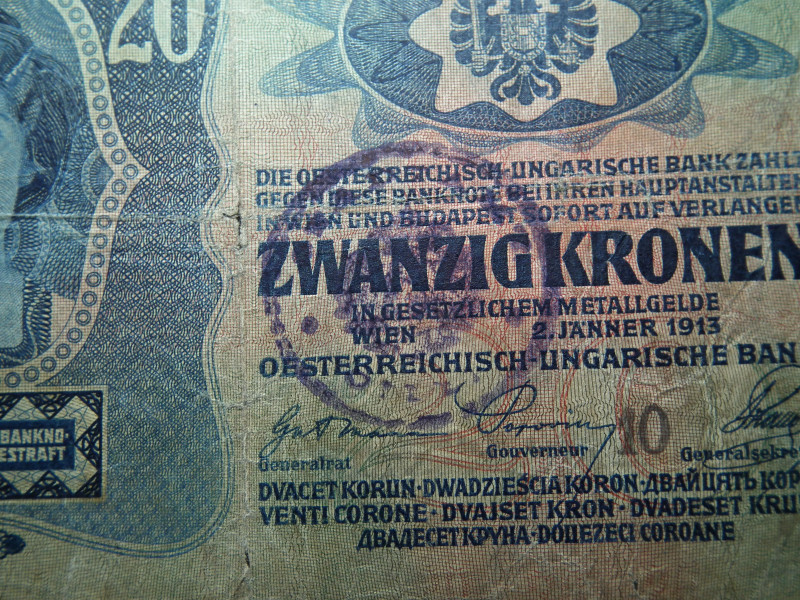 20
DIE OESTERREICHISCH-UNGARISCHE BANK ZAHLT
GEGEN DIESE BANKNOTE BEI IHREN HAUPTANSTALTEN
IN WIEN UND BUDAPEST SOFORT AUF VERLANGEN
ZWANZIG KRONEN
IN GESETZLICHEM METALLGELDE
WIEN 2. JÄNNER 1913
OESTERREICHISCH-UNGARISCHE BAN
10
Generalrat Gouverneur Generalsekre
BANKNO-
ESTRAFT
DVACET KORUN · DWADZIEŚCIA KORON · ДВАЙЦЯТЬ КОР
VENTI CORONE · DVAJSET KRON · DVADESET KRU
ДВАДЕСЕТ КРУНА · DOUEZECI COROANE